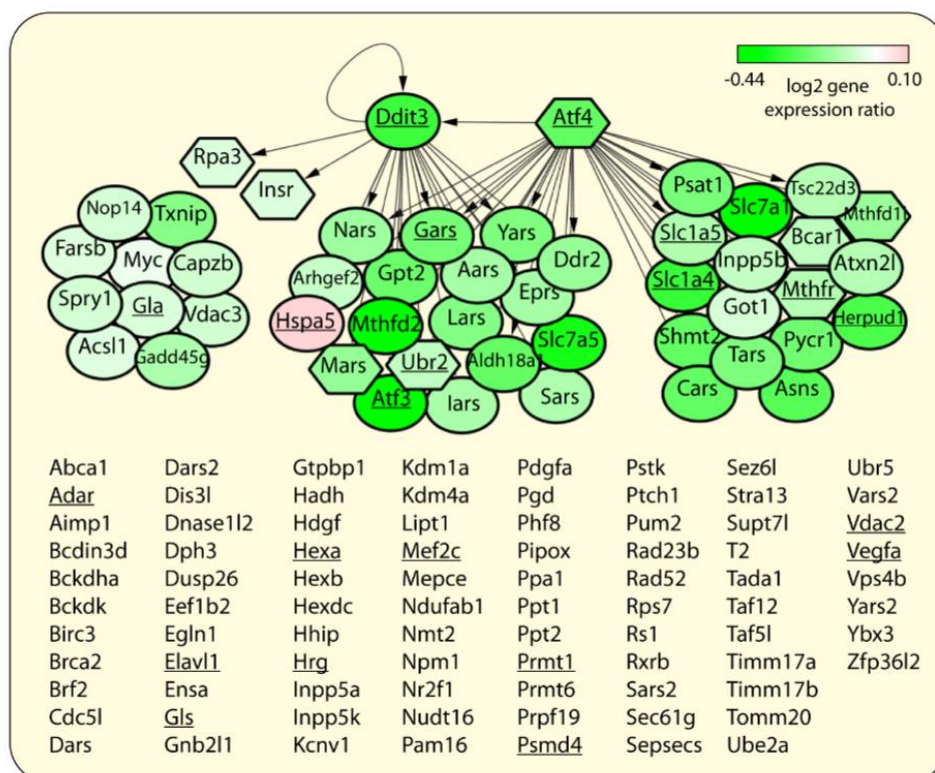 -0.44 0.10
log2 gene
expression ratio
Ddit3
Atf4
Rpa3
Insr
Nop14
Txnip
Farsb
Myc
Capzb
Spry1
Gla
Vdac3
Acsl1
Gadd45g
Nars
Gars
Yars
Ddr2
Arhgef2
Gpt2
Aars
Eprs
Hspa5
Mthfd2
Lars
Slc7a5
Mars
Ubr2
Aldh18a1
Atf3
Iars
Sars
Psat1
Slc7a1
Tsc22d3
Mthfd1l
Slc1a5
Bcar1
Inpp5b
Atxn2l
Slc1a4
Mthfr
Got1
Herpud1
Shmt2
Tars
Pycr1
Cars
Asns
Abca1 Dars2 Gtpbp1 Kdm1a Pdgfa Pstk Sez6l Ubr5
Adar Dis3l Hadh Kdm4a Pgd Ptch1 Stra13 Vars2
Aimp1 Dnase1l2 Hdgf Lipt1 Phf8 Pum2 Supt7l Vdac2
Bcdin3d Dph3 Hexa Mef2c Pipox Rad23b T2 Vegfa
Bckdha Dusp26 Hexb Mepce Ppa1 Rad52 Tada1 Vps4b
Bckdk Eef1b2 Hexdc Ndufab1 Ppt1 Rps7 Taf12 Yars2
Birc3 Egln1 Hhip Nmt2 Ppt2 Rs1 Taf5l Ybx3
Brca2 Elavl1 Hrg Npm1 Prmt1 Rxrb Timm17a Zfp36l2
Brf2 Ensa Inpp5a Nr2f1 Prmt6 Sars2 Timm17b
Cdc5l Gls Inpp5k Nudt16 Prpf19 Sec61g Tomm20
Dars Gnb2l1 Kcnv1 Pam16 Psmd4 Sepsecs Ube2a